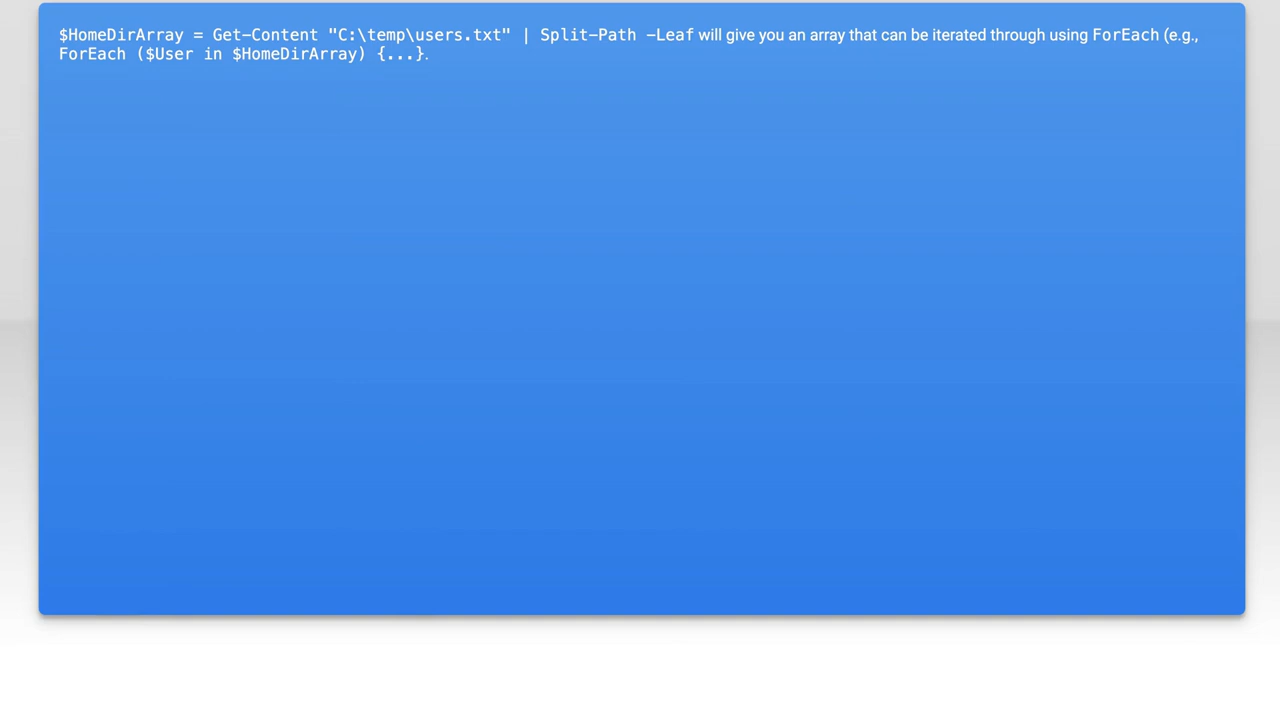 $HomeDirArray = Get-Content "C:\temp\users.txt" | Split-Path -Leaf will give you an array that can be iterated through using ForEach (e.g.,
ForEach ($User in $HomeDirArray) {...}.